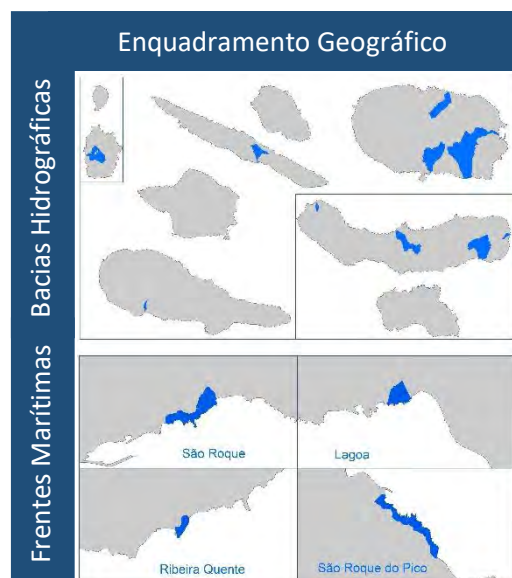 Enquadramento Geográfico
Bacias Hidrográficas
Frentes Marítimas
São Roque
Lagoa
Ribeira Quente
São Roque do Pico